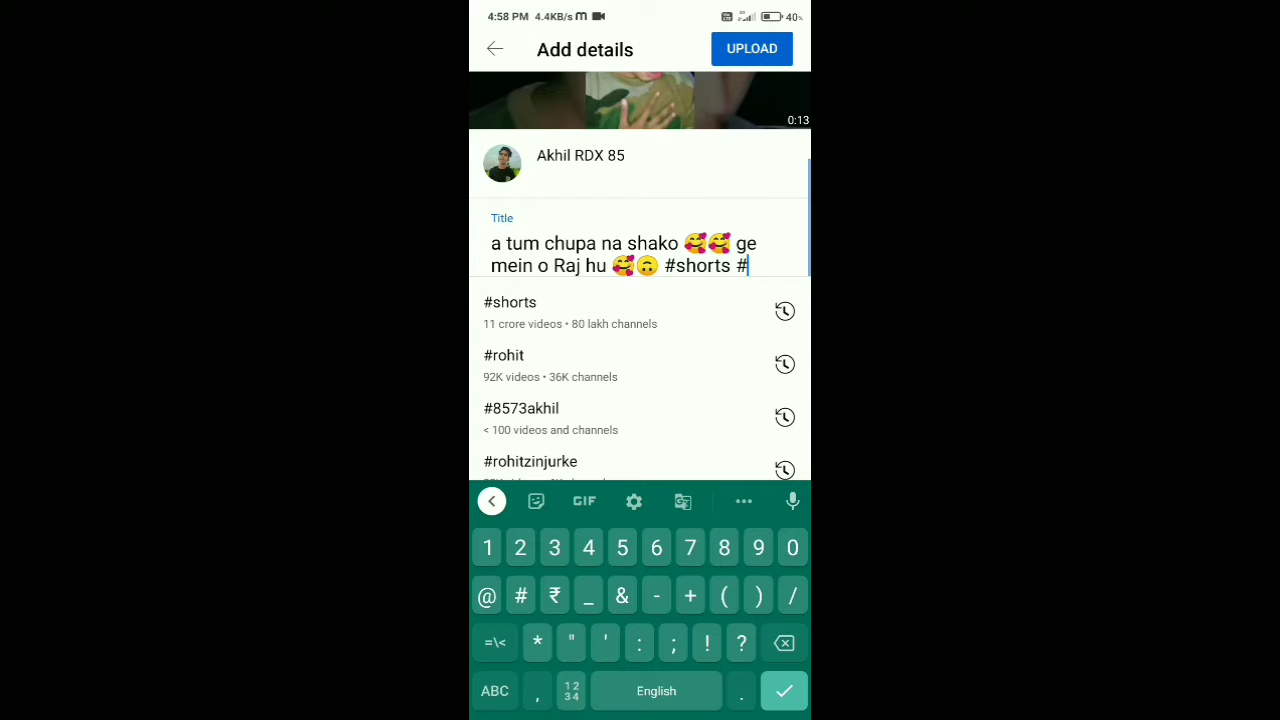 4:58 PM 4.4KB/s m 40%
Add details
UPLOAD
0:13
Akhil RDX 85
Title
a tum chupa na shako 🥰🥰 ge
mein o Raj hu 🥰🙃 #shorts #
#shorts
11 crore videos • 80 lakh channels
#rohit
92K videos • 36K channels
#8573akhil
< 100 videos and channels
#rohitzinjurke
GIF
1 2 3 4 5 6 7 8 9 0
@ # ₹ _ & - + ( ) /
=\< * " ' : ; ! ?
ABC , 12 34 English .